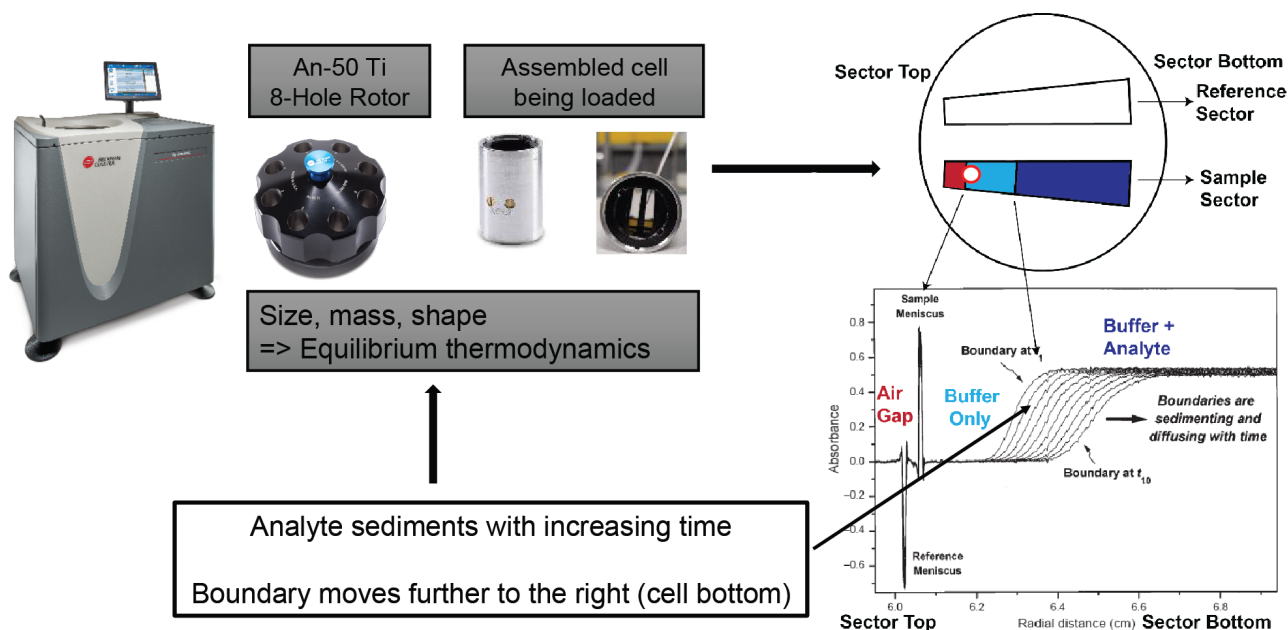 An-50 Ti
8-Hole Rotor
Assembled cell
being loaded
Sector Top
Sector Bottom
Reference
Sector
Sample
Sector
BECKMAN
COULTER
Size, mass, shape
=> Equilibrium thermodynamics
Analyte sediments with increasing time
Boundary moves further to the right (cell bottom)
Sample
Meniscus
Boundary at
Buffer +
Analyte
Air
Gap
Buffer
Only
Boundaries are
sedimenting and
diffusing with time
Boundary at t10
Reference
Meniscus
Absorbance
0.8
0.6
0.4
0.2
0.0
−0.2
−0.4
−0.6
6.0
6.2
6.4
6.6
6.8
Sector Top
Radial distance (cm)
Sector Bottom